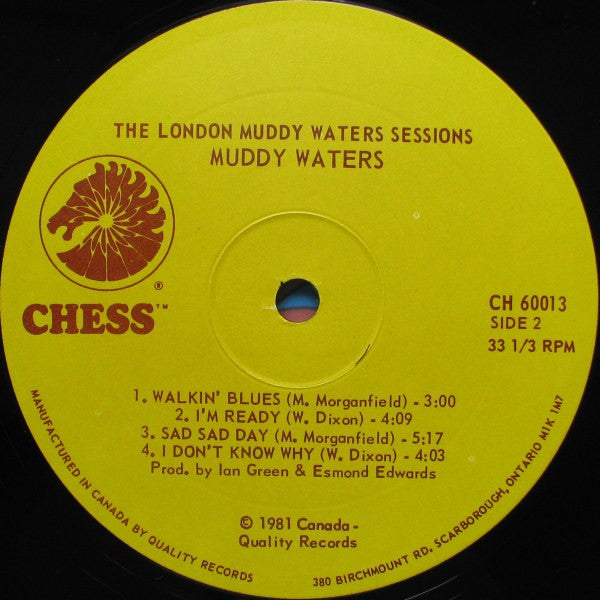 THE LONDON MUDDY WATERS SESSIONS
MUDDY WATERS
®
CHESS™
CH 60013
SIDE 2
33 1/3 RPM
1. WALKIN' BLUES (M. Morganfield) - 3:00
2. I'M READY (W. Dixon) - 4:09
3. SAD SAD DAY (M. Morganfield) - 5:17
4. I DON'T KNOW WHY (W. Dixon) - 4:03
Prod. by Ian Green & Esmond Edwards
© 1981 Canada -
Quality Records
MANUFACTURED IN CANADA BY QUALITY RECORDS
380 BIRCHMOUNT RD. SCARBOROUGH, ONTARIO M1K 1M7